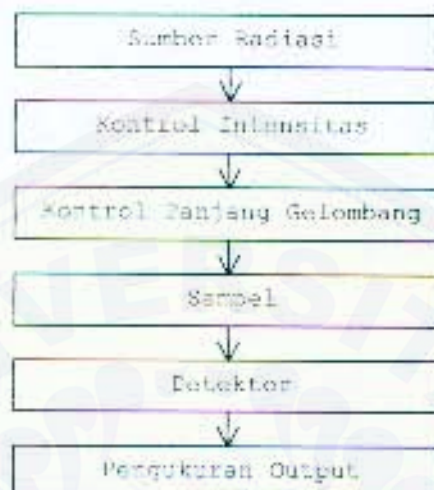 Sumber Radiasi
Kontrol Intensitas
Kontrol Panjang Gelombang
Sampel
Detektor
Pengukuran Output